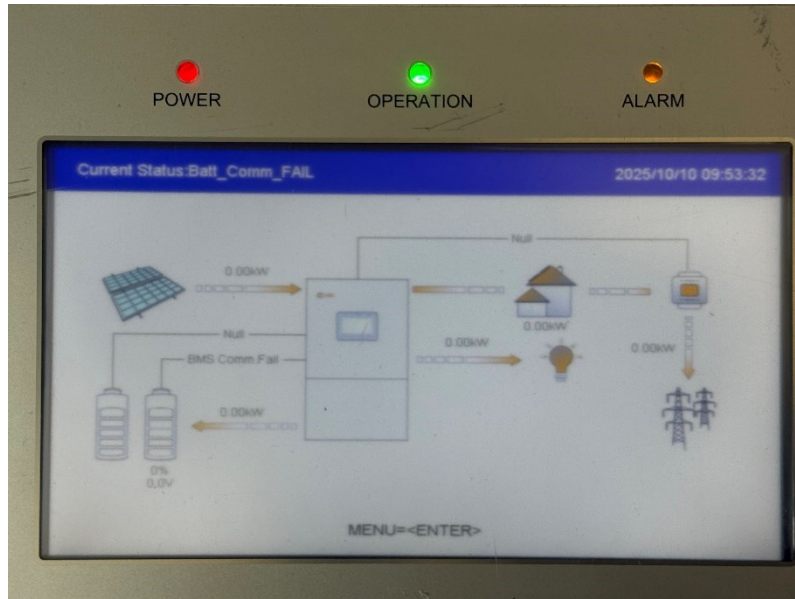 POWER
OPERATION
ALARM
Current Status:Batt_Comm_FAIL
2025/10/10 09:53:32
Null
0.00kW
0.00kW
Null
0.00kW
0.00kW
BMS Comm Fail
0.00kW
0%
0.0V
MENU=<ENTER>